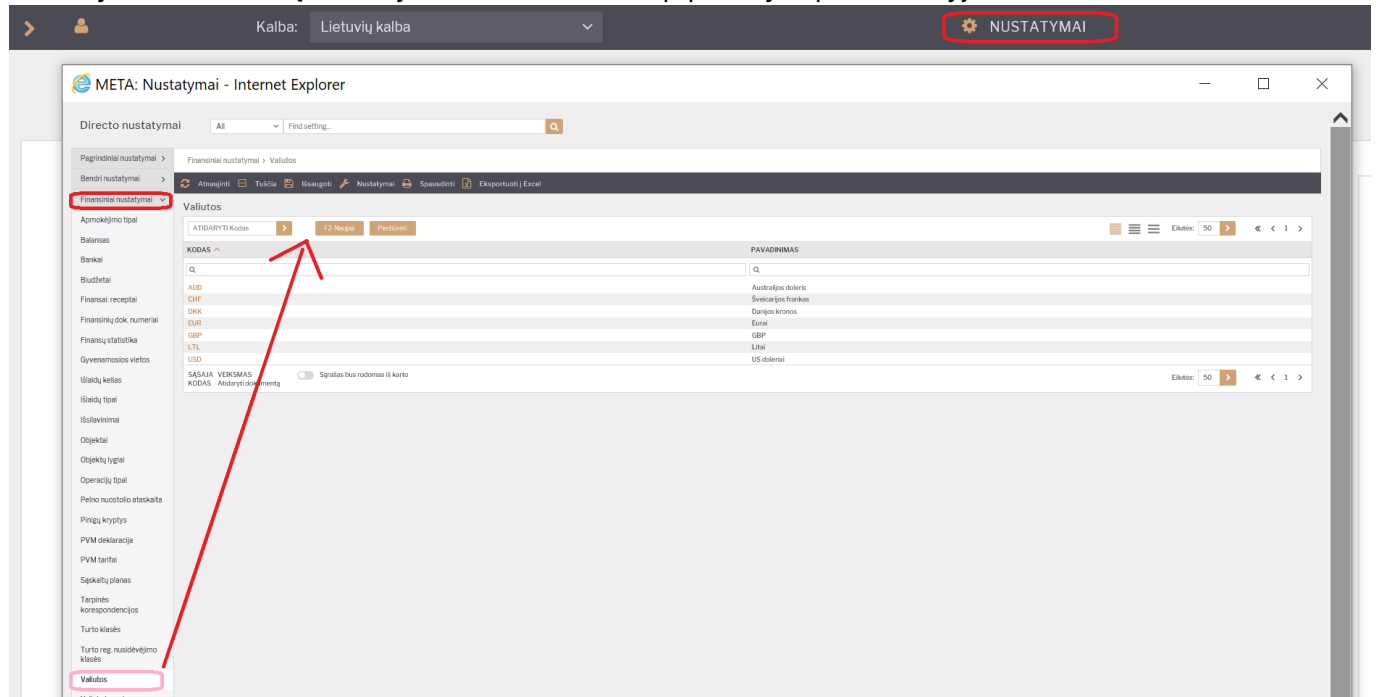 Kalba: Lietuvių kalba NUSTATYMAI
META: Nustatymai - Internet Explorer
Directo nustatymai All Find setting...
Pagrindiniai nustatymai
Bendri nustatymai
Finansiniai nustatymai
Apmokėjimo tipai
Balansas
Bankai
Biudžetai
Finansai: receptai
Finansinių dok. numeriai
Finansų statistika
Gyvenamosios vietos
Išlaidų kelias
Išlaidų tipai
Išsilavinimai
Objektai
Objektų lygiai
Operacijų tipai
Pelno nuostolio ataskaita
Pinigų kryptys
PVM deklaracija
PVM tarifai
Sąskaitų planas
Tarpinės
korespondencijos
Turto klasės
Turto reg. nusidėvėjimo
klasės
Valiutos
Finansiniai nustatymai > Valiutos
Atnaujinti Tuščia Išsaugoti Nustatymai Spausdinti Eksportuoti į Excel
Valiutos
ATIDARYTI Kodas F2-Naujas Peržiūrėti Eilutės: 50 1
KODAS PAVADINIMAS
AUD Australijos doleris
CHF Šveicarijos frankas
DKK Danijos kronos
EUR Eurai
GBP GBP
LTL Litai
USD US doleriai
SĄSAJA VEIKSMAS Sąrašas bus rodomas iš karto
KODAS Atidaryti dokumentą Eilutės: 50 1